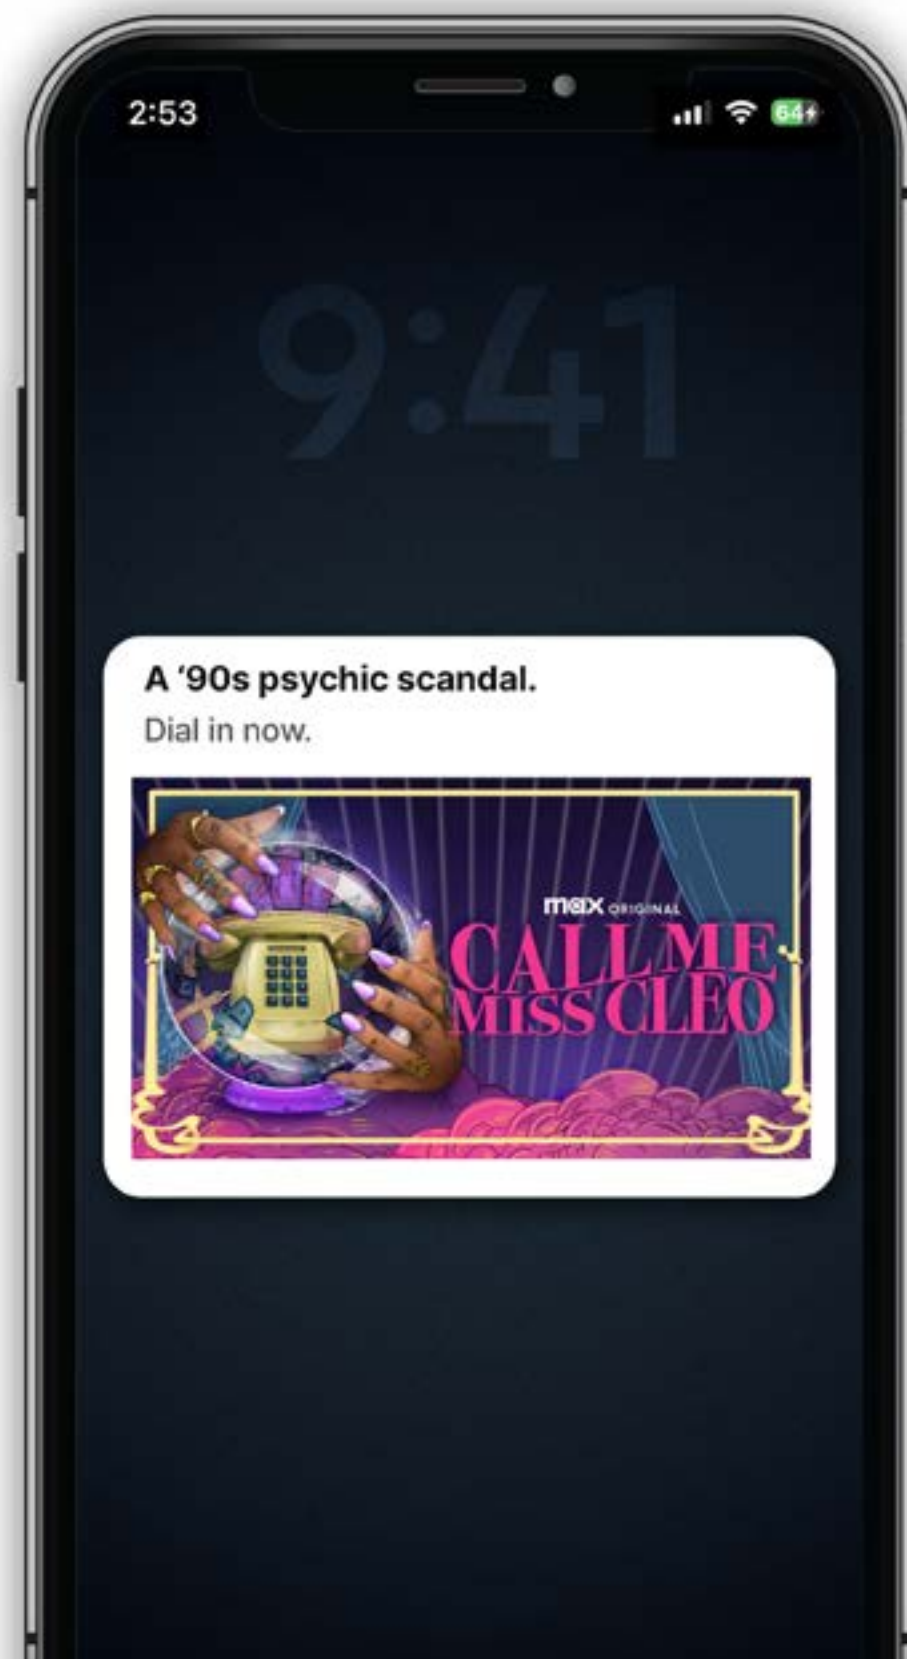 2:53
64
9:41
A ‘90s psychic scandal.
Dial in now.
max ORIGINAL
CALL ME
MISS CLEO